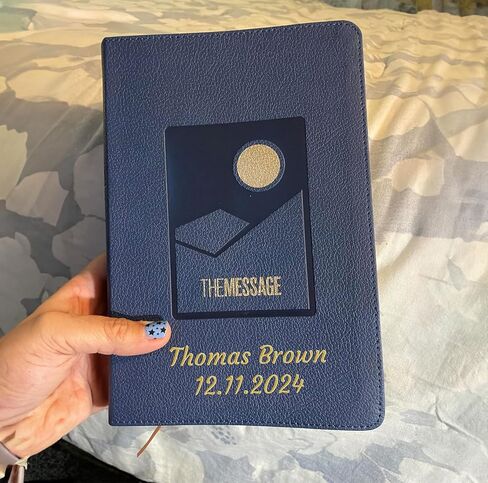 THEMESSAGE
Thomas Brown
12.11.2024